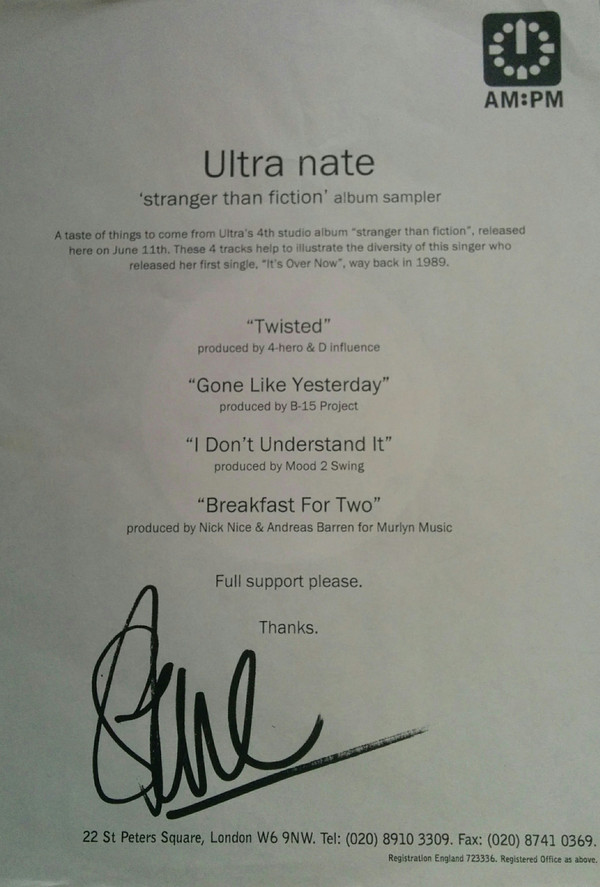 AM:PM
Ultra nate
'stranger than fiction' album sampler
A taste of things to come from Ultra's 4th studio album "stranger than fiction", released
here on June 11th. These 4 tracks help to illustrate the diversity of this singer who
released her first single, "It's Over Now", way back in 1989.
"Twisted"
produced by 4-hero & D influence
"Gone Like Yesterday"
produced by B-15 Project
"I Don't Understand It"
produced by Mood 2 Swing
"Breakfast For Two"
produced by Nick Nice & Andreas Barren for Murlyn Music
Full support please.
Thanks.
22 St Peters Square, London W6 9NW. Tel: (020) 8910 3309. Fax: (020) 8741 0369.
Registration England 723336. Registered Office as above.